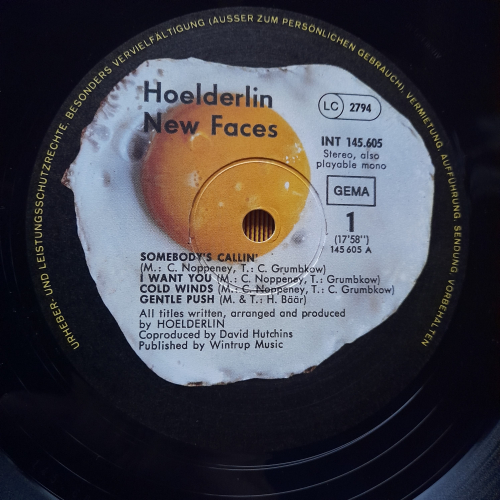 URHEBER- UND LEISTUNGSSCHUTZRECHTE, BESONDERS VERVIELFÄLTIGUNG (AUSSER ZUM PERSÖNLICHEN GEBRAUCH), VERMIETUNG, AUFFÜHRUNG, SENDUNG, VORBEHALTEN
Hoelderlin
New Faces
LC 2794
INT 145.605
Stereo, also
playable mono
GEMA
1
(17'58")
145 605 A
SOMEBODY'S CALLIN'
(M.: C. Noppeney, T.: C. Grumbkow)
I WANT YOU (M.: C. Noppeney, T.: Grumbkow)
COLD WINDS (M.: C. Noppeney, T.: C. Grumbkow)
GENTLE PUSH (M. & T.: H. Bäär)
All titles written, arranged and produced
by HOELDERLIN
Coproduced by David Hutchins
Published by Wintrup Music